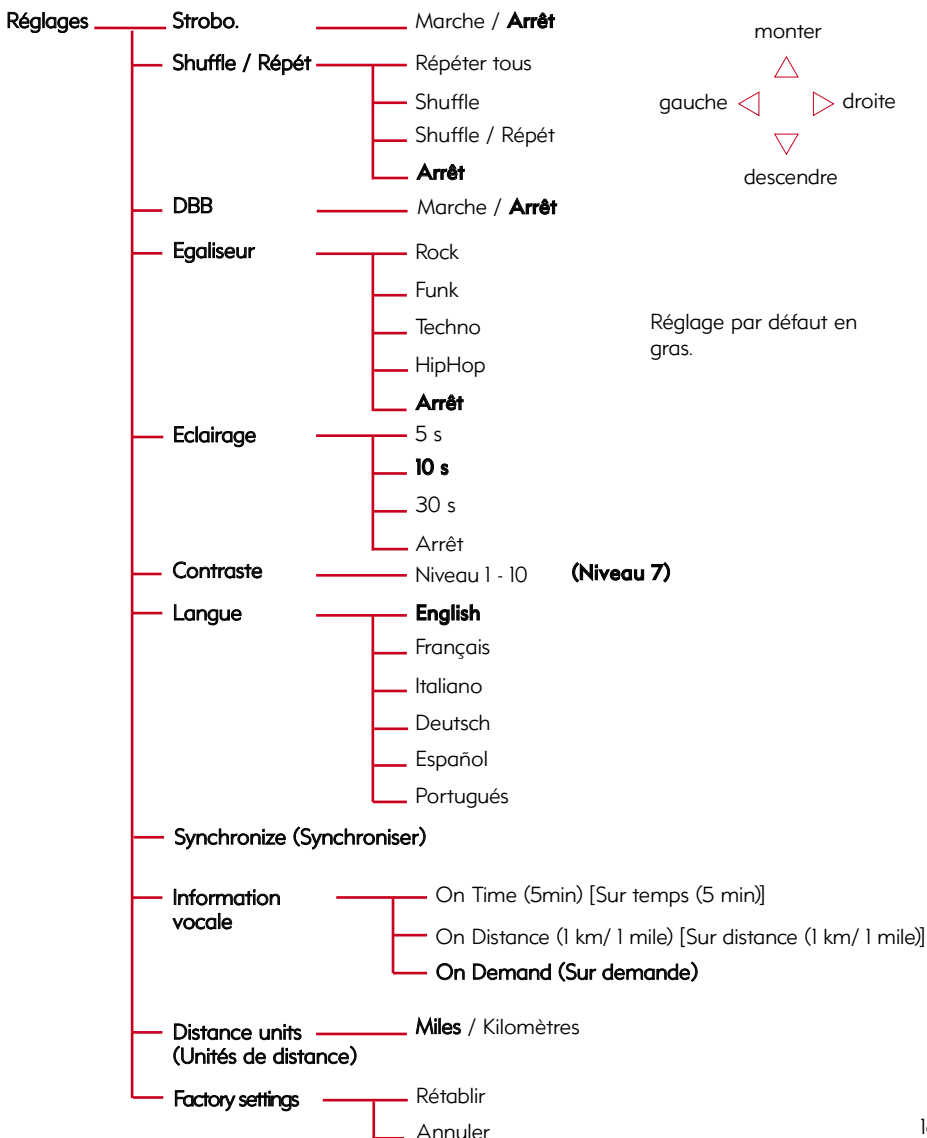 Réglages
Strobo.
Marche / Arrêt
Shuffle / Répét
Répéter tous
Shuffle
Shuffle / Répét
Arrêt
DBB
Marche / Arrêt
Egaliseur
Rock
Funk
Techno
HipHop
Arrêt
Eclairage
5 s
10 s
30 s
Arrêt
Contraste
Niveau 1 - 10 (Niveau 7)
Langue
English
Français
Italiano
Deutsch
Español
Portugués
Synchronize (Synchroniser)
Information
vocale
On Time (5min) [Sur temps (5 min)]
On Distance (1 km/ 1 mile) [Sur distance (1 km/ 1 mile)]
On Demand (Sur demande)
Distance units
(Unités de distance)
Miles / Kilomètres
Factory settings
Rétablir
Annuler
monter
gauche
droite
descendre
Réglage par défaut en
gras.